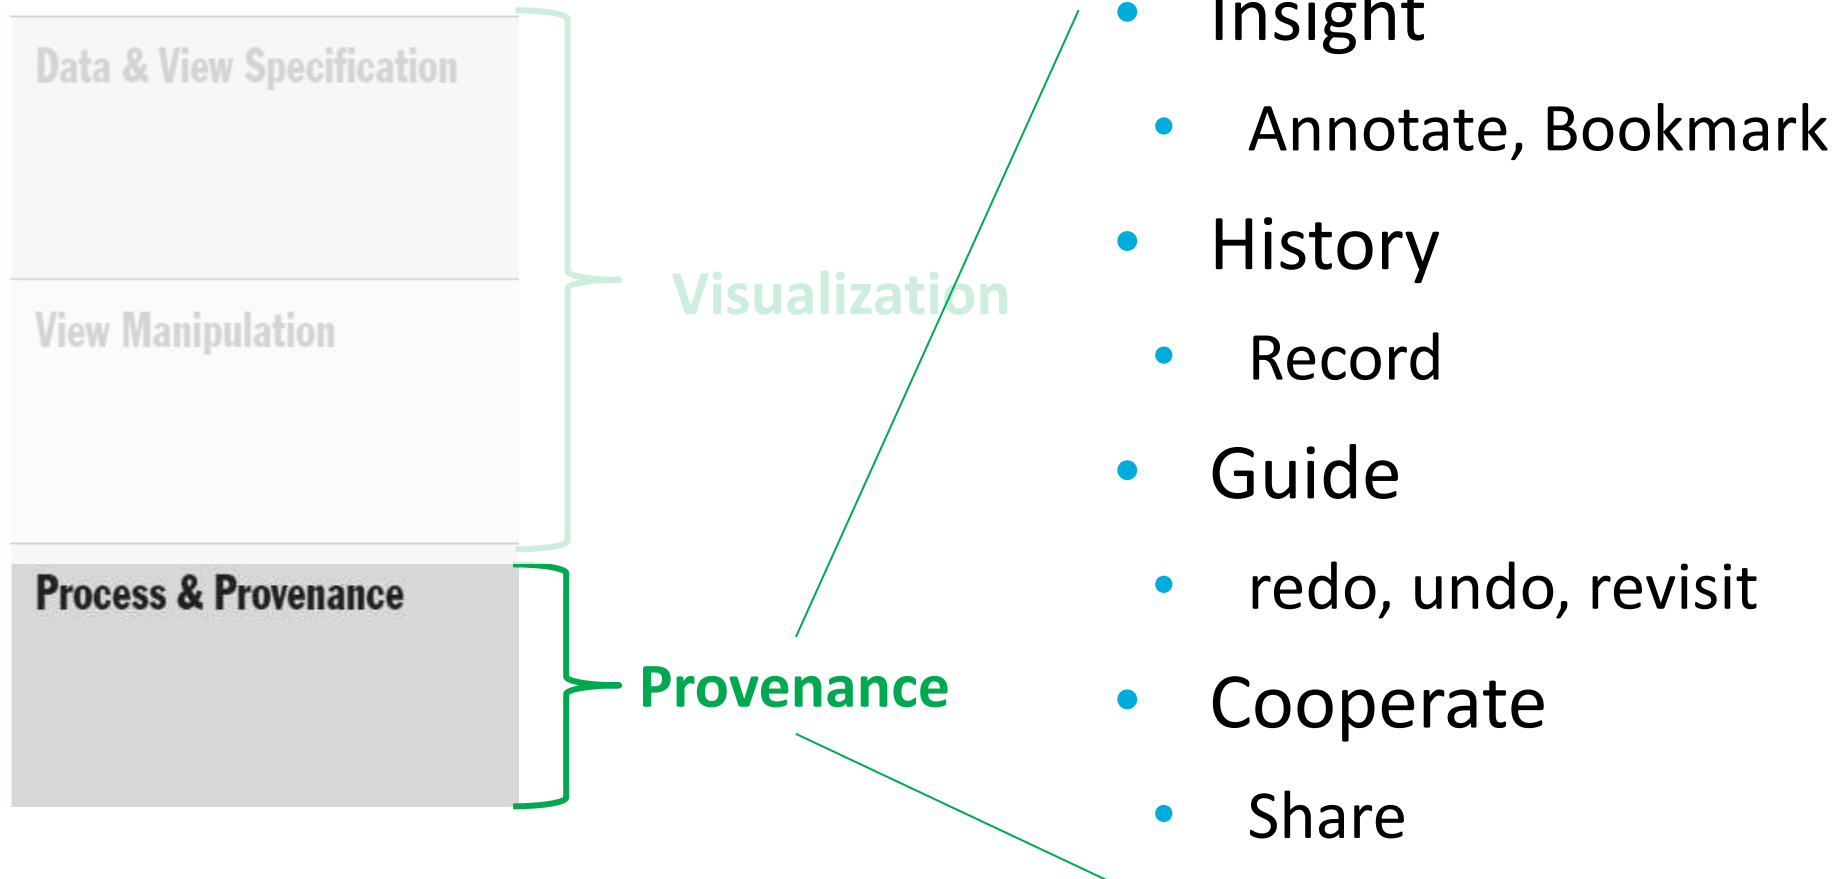 Data & View Specification
View Manipulation
Process & Provenance
Visualization
Provenance
• Insight
• Annotate, Bookmark
• History
• Record
• Guide
• redo, undo, revisit
• Cooperate
• Share